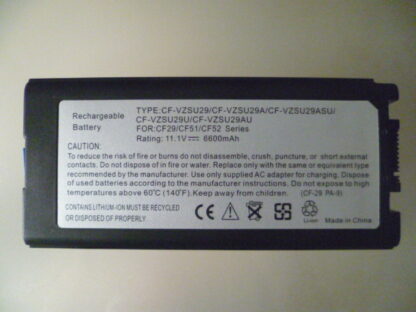 Rechargeable
Battery
TYPE:CF-VZSU29/CF-VZSU29A/CF-VZSU29ASU/
CF-VZSU29U/CF-VZSU29AU
FOR:CF29/CF51/CF52 Series
Rating: 11.1V 6600mAh
Caution:
To reduce the risk of fire or burns do not disassemble, crush, puncture, or short external
contacts. Do not dispose of in fire or water. Replace only with the same or equivalent type
recommended by the manufacturer. Use only supplied AC adapter to charge battery.
Dispose of used batteries according to manufacturer's instructions. Do not expose to high
temperature above 60°C (140°F). Keep away from children.
(CF-29 PA-9)
CONTAINS LITHIUM-ION BATTERY. MUST BE RECYCLED
OR DISPOSED OF PROPERLY.
CE
Li-ion
MADE IN CHINA